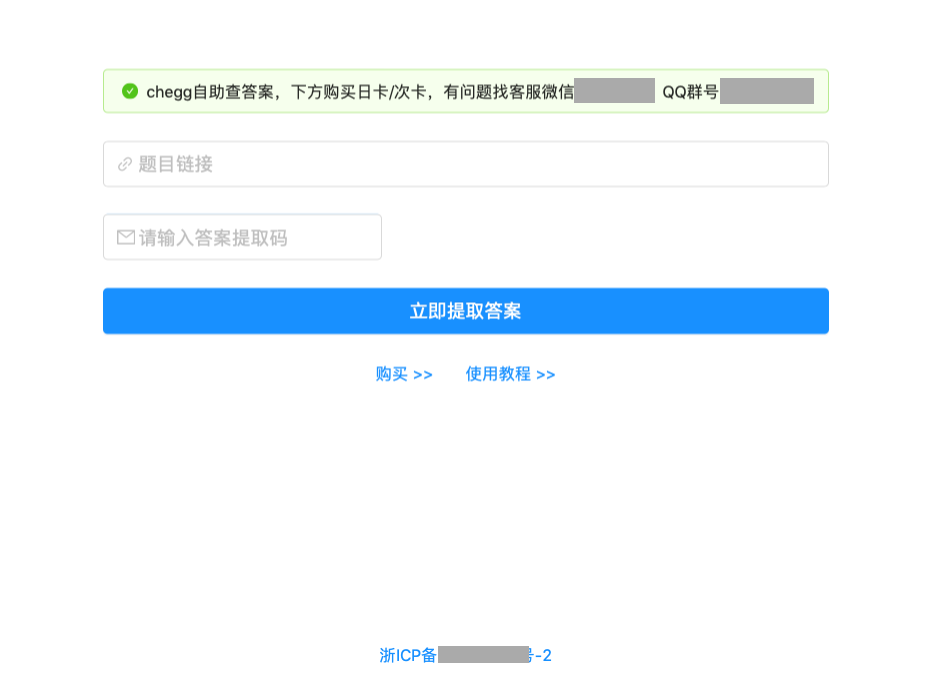 chegg自助查答案，下方购买日卡/次卡，有问题找客服微信 QQ群号
题目链接
请输入答案提取码
立即提取答案
购买 >> 使用教程 >>
浙ICP备 号-2